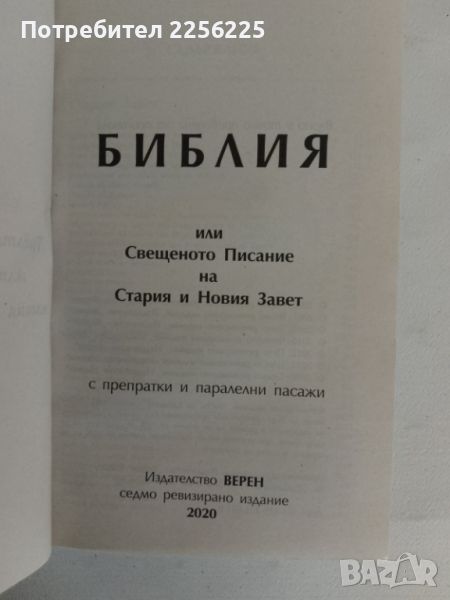 Потребител 2256225
БИБЛИЯ
или
Свещеното Писание
на
Стария и Новия Завет
с препратки и паралелни пасажи
Издателство ВЕРЕН
седмо ревизирано издание
2020
BAZAR